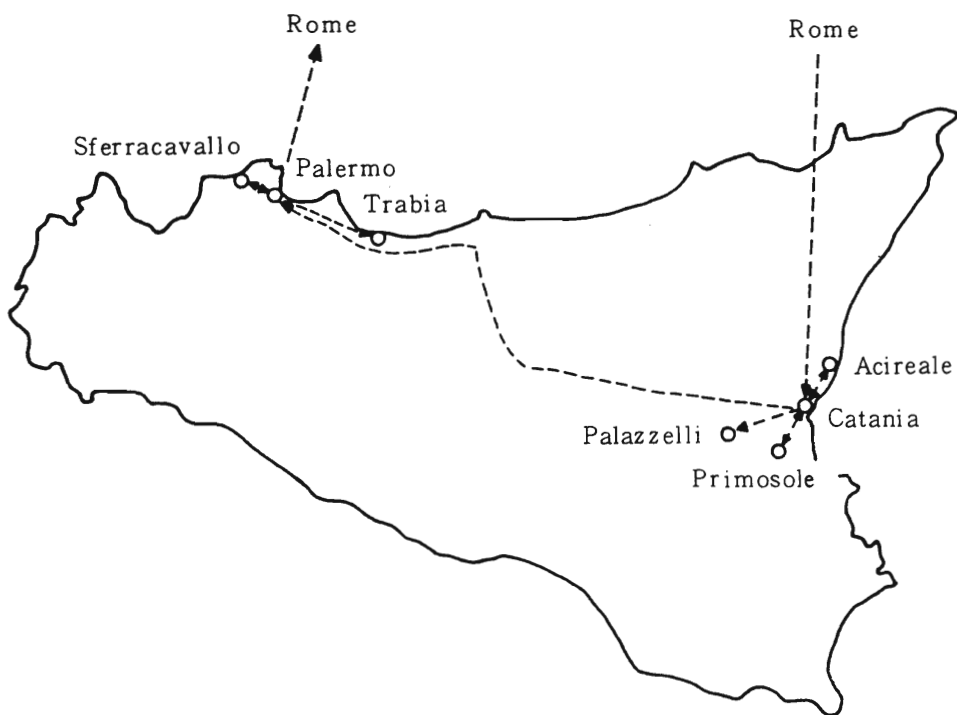 Rome
Rome
Sferracavallo
Palermo
Trabia
Acireale
Catania
Palazzelli
Primosole